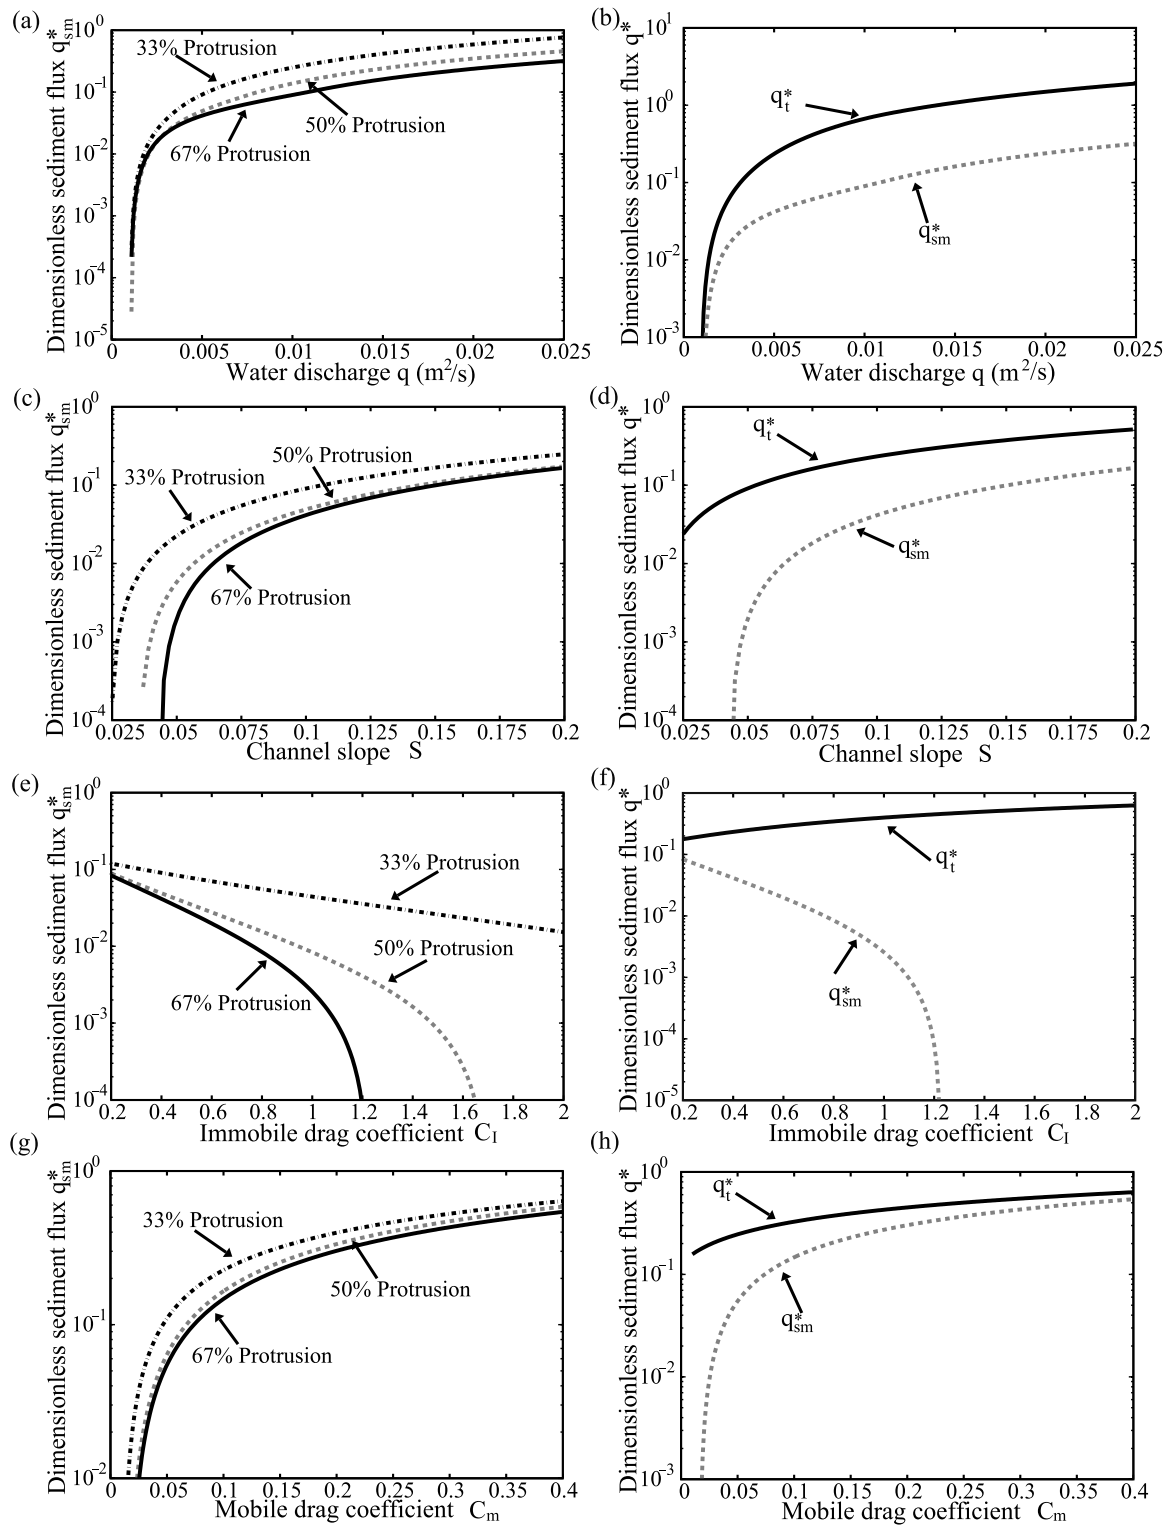 (a)
Dimensionless sediment flux q*sm
10^0
10^-1
10^-2
10^-3
10^-4
10^-5
33% Protrusion
50% Protrusion
67% Protrusion
0 0.005 0.01 0.015 0.02 0.025
Water discharge q (m²/s)
(b)
Dimensionless sediment flux q*
10^1
10^0
10^-1
10^-2
10^-3
q*t
q*sm
0 0.005 0.01 0.015 0.02 0.025
Water discharge q (m²/s)
(c)
Dimensionless sediment flux q*sm
10^0
10^-1
10^-2
10^-3
10^-4
50% Protrusion
33% Protrusion
67% Protrusion
0.025 0.05 0.075 0.1 0.125 0.15 0.175 0.2
Channel slope S
(d)
Dimensionless sediment flux q*
10^0
10^-1
10^-2
10^-3
10^-4
q*t
q*sm
0.025 0.05 0.075 0.1 0.125 0.15 0.175 0.2
Channel slope S
(e)
Dimensionless sediment flux q*sm
10^0
10^-1
10^-2
10^-3
10^-4
33% Protrusion
50% Protrusion
67% Protrusion
0.2 0.4 0.6 0.8 1 1.2 1.4 1.6 1.8 2
Immobile drag coefficient C_I
(f)
Dimensionless sediment flux q*
10^0
10^-1
10^-2
10^-3
10^-4
10^-5
q*t
q*sm
0.2 0.4 0.6 0.8 1 1.2 1.4 1.6 1.8 2
Immobile drag coefficient C_I
(g)
Dimensionless sediment flux q*sm
10^0
10^-1
10^-2
33% Protrusion
50% Protrusion
67% Protrusion
0 0.05 0.1 0.15 0.2 0.25 0.3 0.35 0.4
Mobile drag coefficient C_m
(h)
Dimensionless sediment flux q*
10^0
10^-1
10^-2
10^-3
q*t
q*sm
0 0.05 0.1 0.15 0.2 0.25 0.3 0.35 0.4
Mobile drag coefficient C_m